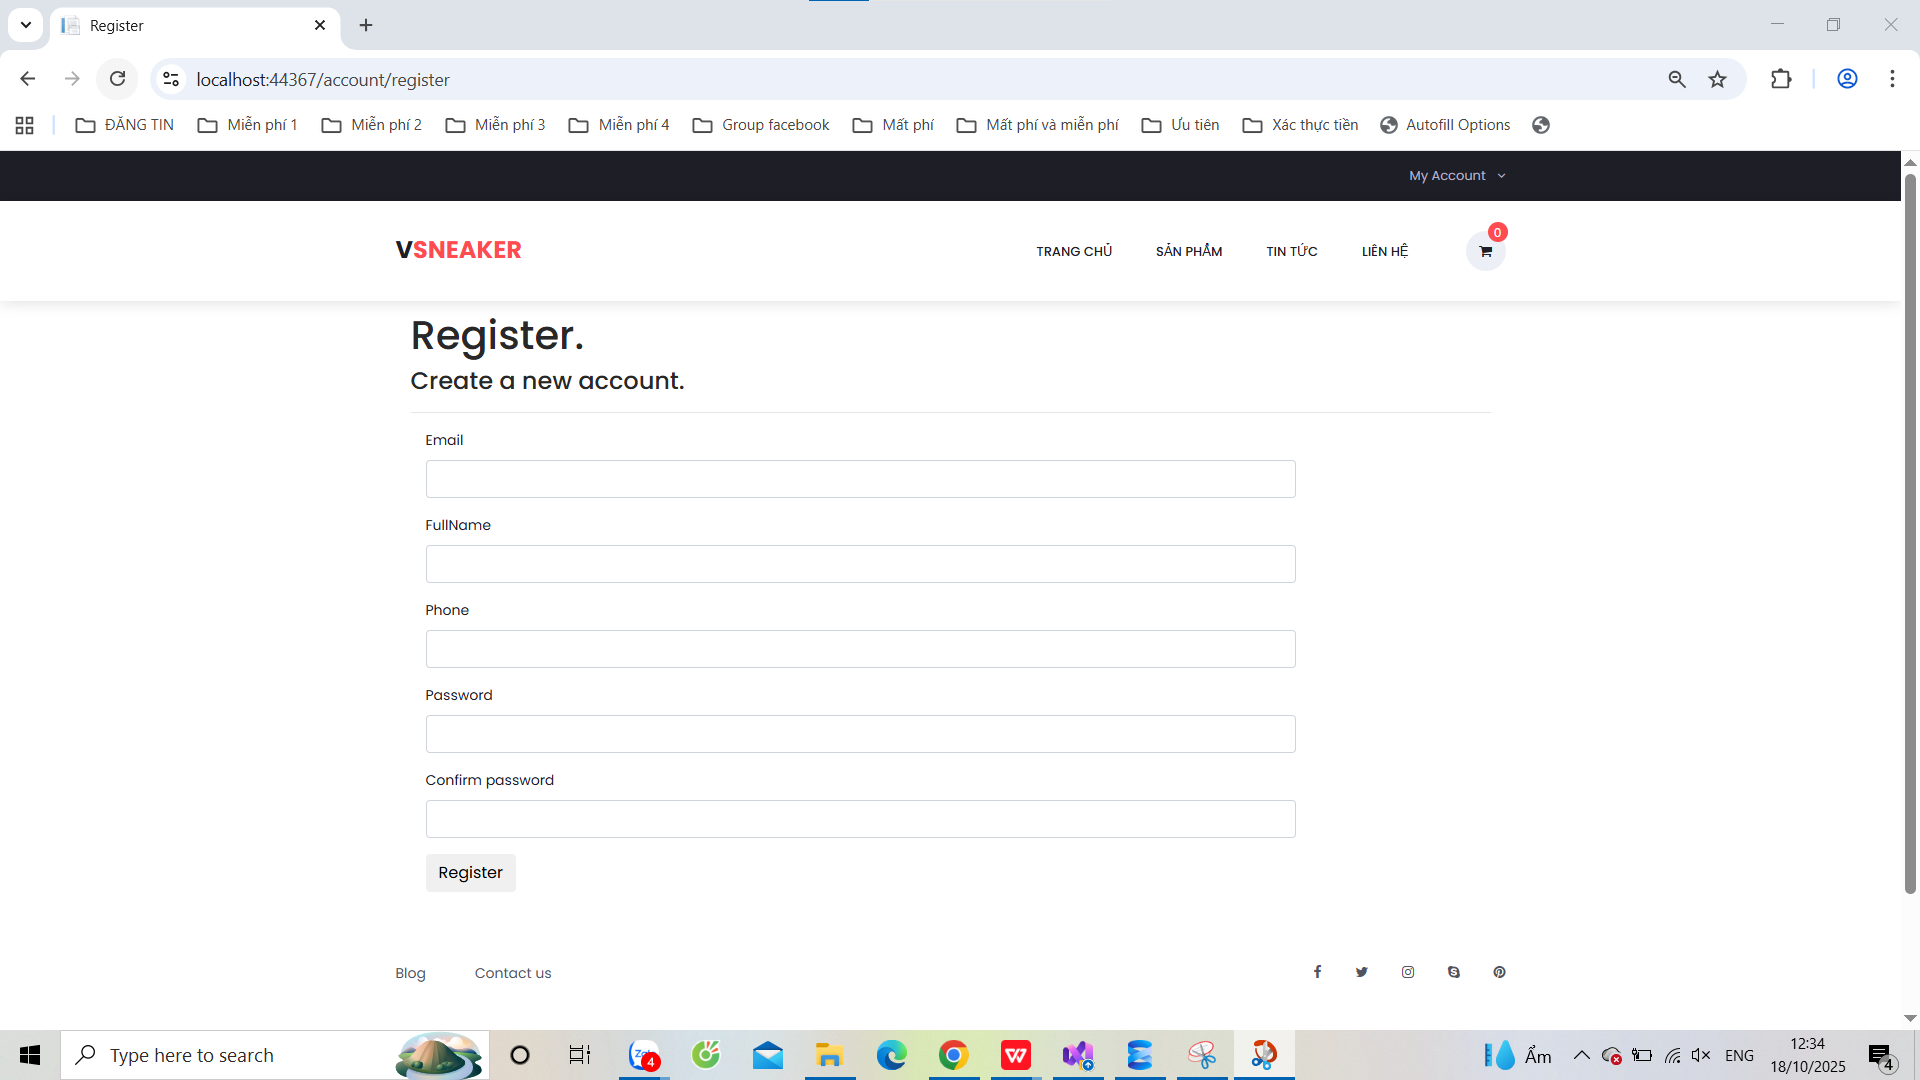 Register
localhost:44367/account/register
ĐĂNG TIN
Miễn phí 1
Miễn phí 2
Miễn phí 3
Miễn phí 4
Group facebook
Mất phí
Mất phí và miễn phí
Ưu tiên
Xác thực tiền
Autofill Options
My Account
VSNEAKER
TRANG CHỦ
SẢN PHẨM
TIN TỨC
LIÊN HỆ
0
Register.
Create a new account.
Email
FullName
Phone
Password
Confirm password
Register
Blog
Contact us
Type here to search
4
Ẩm
ENG
12:34
18/10/2025
4